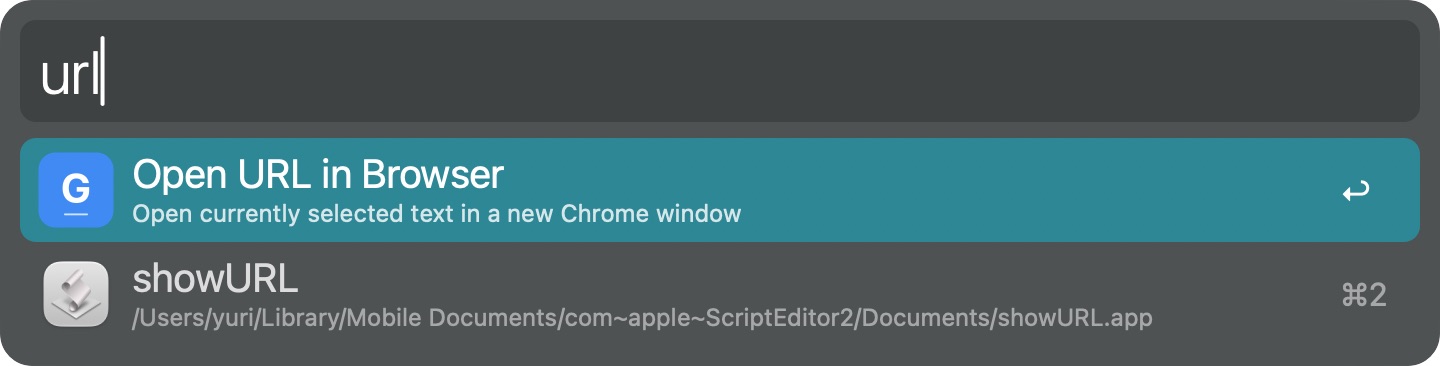 url
G
Open URL in Browser
Open currently selected text in a new Chrome window
showURL
/Users/yuri/Library/Mobile Documents/com~apple~ScriptEditor2/Documents/showURL.app
⌘2